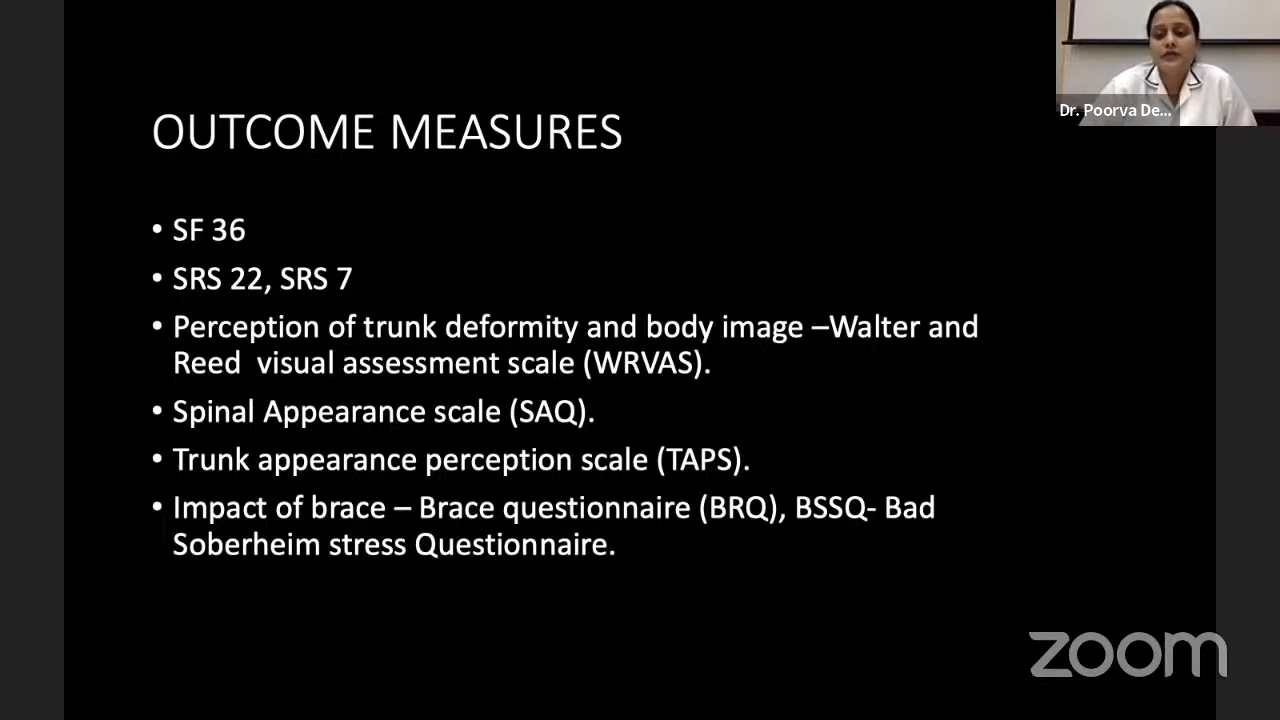 Dr. Poorva De...
OUTCOME MEASURES
• SF 36
• SRS 22, SRS 7
• Perception of trunk deformity and body image –Walter and
Reed  visual assessment scale (WRVAS).
• Spinal Appearance scale (SAQ).
• Trunk appearance perception scale (TAPS).
• Impact of brace – Brace questionnaire (BRQ), BSSQ- Bad
Soberheim stress Questionnaire.
zoom